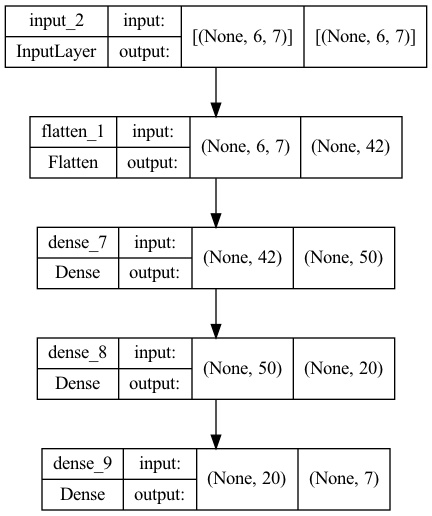 input_2 input: [(None, 6, 7)] [(None, 6, 7)]
InputLayer output:
flatten_1 input: (None, 6, 7) (None, 42)
Flatten output:
dense_7 input: (None, 42) (None, 50)
Dense output:
dense_8 input: (None, 50) (None, 20)
Dense output:
dense_9 input: (None, 20) (None, 7)
Dense output: